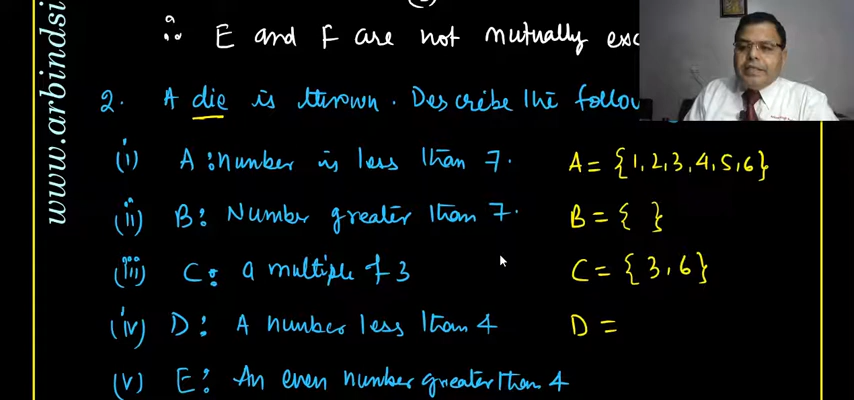 www.arbindsi
∴ E and F are not mutually exc
2. A die is thrown. Describe the follow
(i) A: number is less than 7. A = {1, 2, 3, 4, 5, 6}
(ii) B: Number greater than 7. B = { }
(iii) C: a multiple of 3 C = {3, 6}
(iv) D: A number less than 4 D =
(v) E: An even number greater than 4